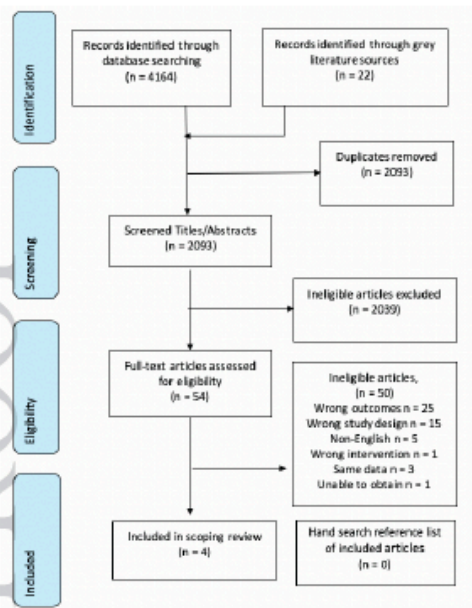 Identification
Records identified through
database searching
(n = 4164)
Records identified through grey
literature sources
(n = 22)
Duplicates removed
(n = 2093)
Screening
Screened Titles/Abstracts
(n = 2093)
Ineligible articles excluded
(n = 2039)
Eligibility
Full-text articles assessed
for eligibility
(n = 54)
Ineligible articles,
(n = 50)
Wrong outcomes n = 25
Wrong study design n = 15
Non-English n = 5
Wrong intervention n = 1
Same data n = 3
Unable to obtain n = 1
Included
Included in scoping review
(n = 4)
Hand search reference list
of included articles
(n = 0)